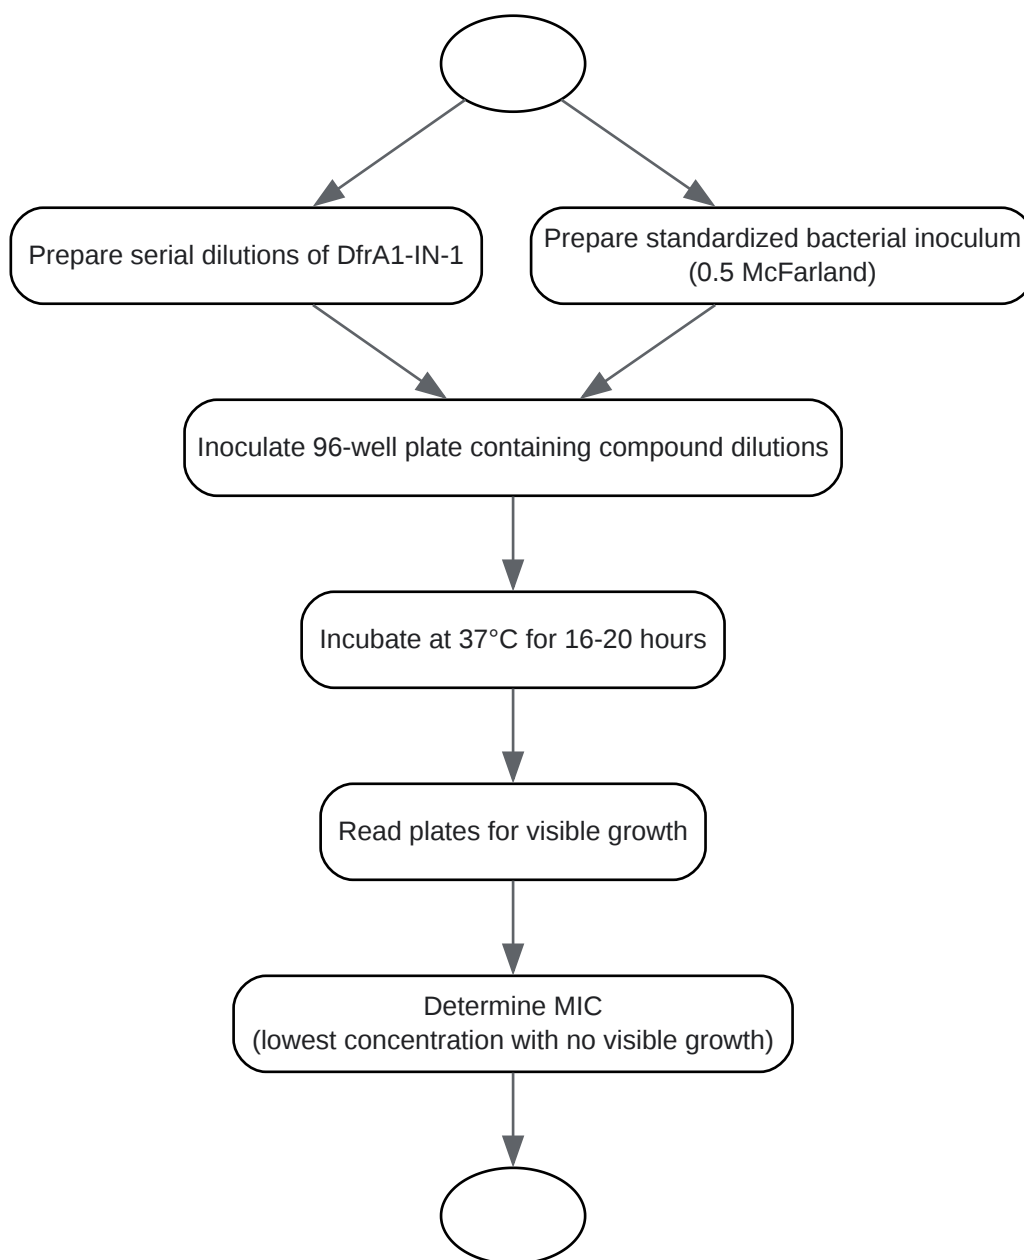 Prepare serial dilutions of DfrA1-IN-1
Prepare standardized bacterial inoculum
(0.5 McFarland)
Inoculate 96-well plate containing compound dilutions
Incubate at 37°C for 16-20 hours
Read plates for visible growth
Determine MIC
(lowest concentration with no visible growth)